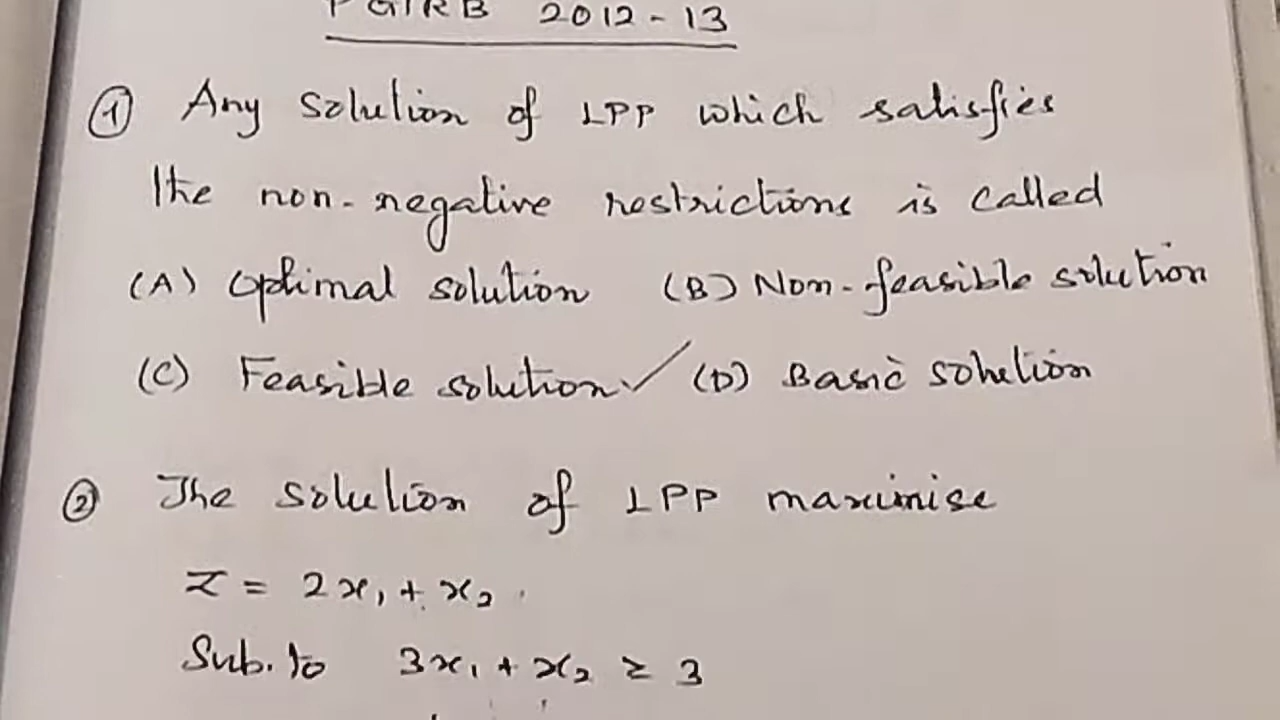 PGTRB 2012-13
① Any solution of LPP which satisfies
the non-negative restrictions is called
(A) Optimal solution (B) Non-feasible solution
(C) Feasible solution ✓ (D) Basic solution
② The solution of LPP maximise
Z = 2x₁ + x₂.
Sub. to 3x₁ + x₂ ≥ 3